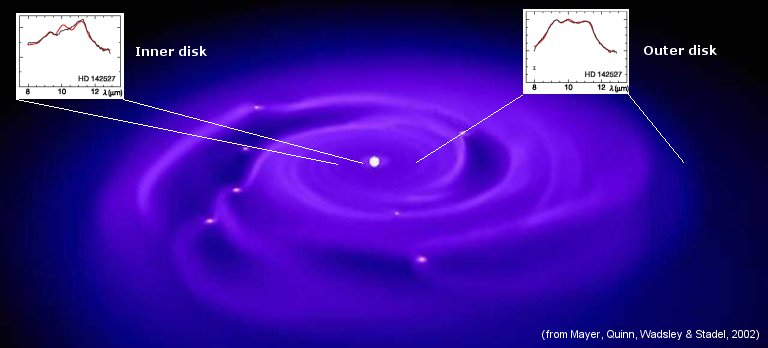 HD 142527
8 10 12 λ (μm)
Inner disk
HD 142527
8 10 12 λ (μm)
Outer disk
(from Mayer, Quinn, Wadsley & Stadel, 2002)